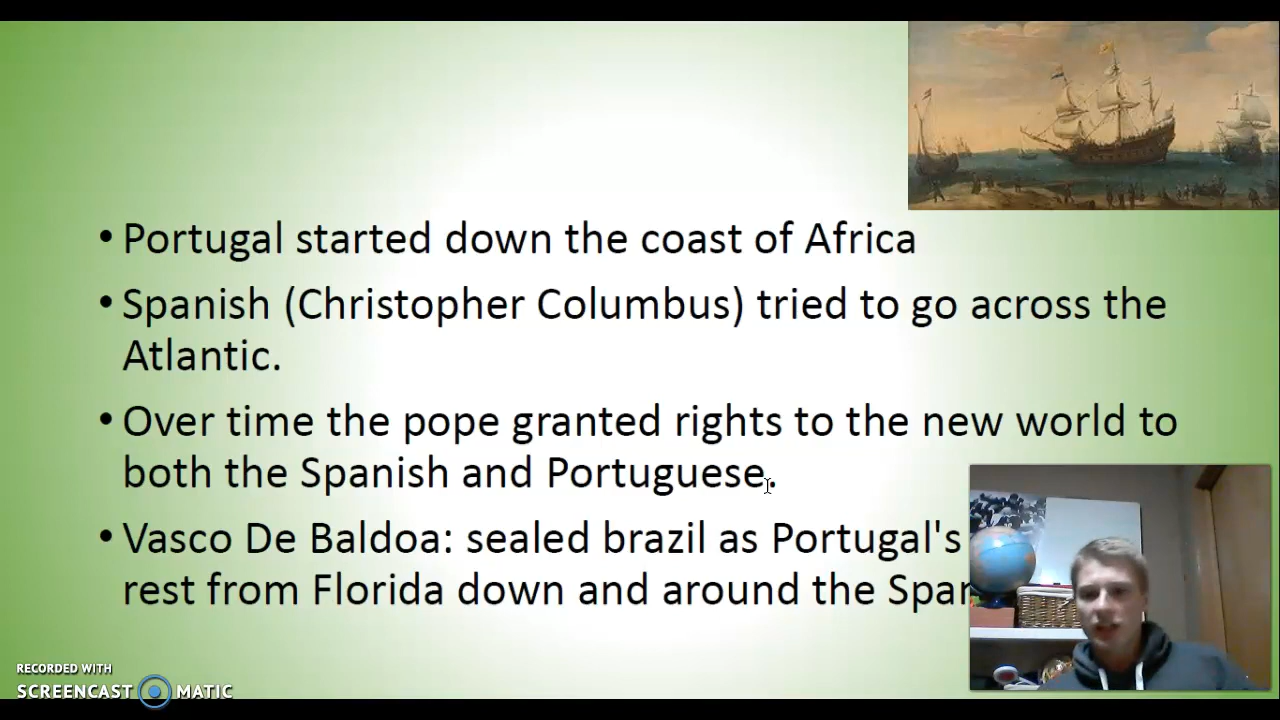 • Portugal started down the coast of Africa
• Spanish (Christopher Columbus) tried to go across the
Atlantic.
• Over time the pope granted rights to the new world to
both the Spanish and Portuguese.
• Vasco De Baldoa: sealed brazil as Portugal's
rest from Florida down and around the
RECORDED WITH
SCREENCAST MATIC